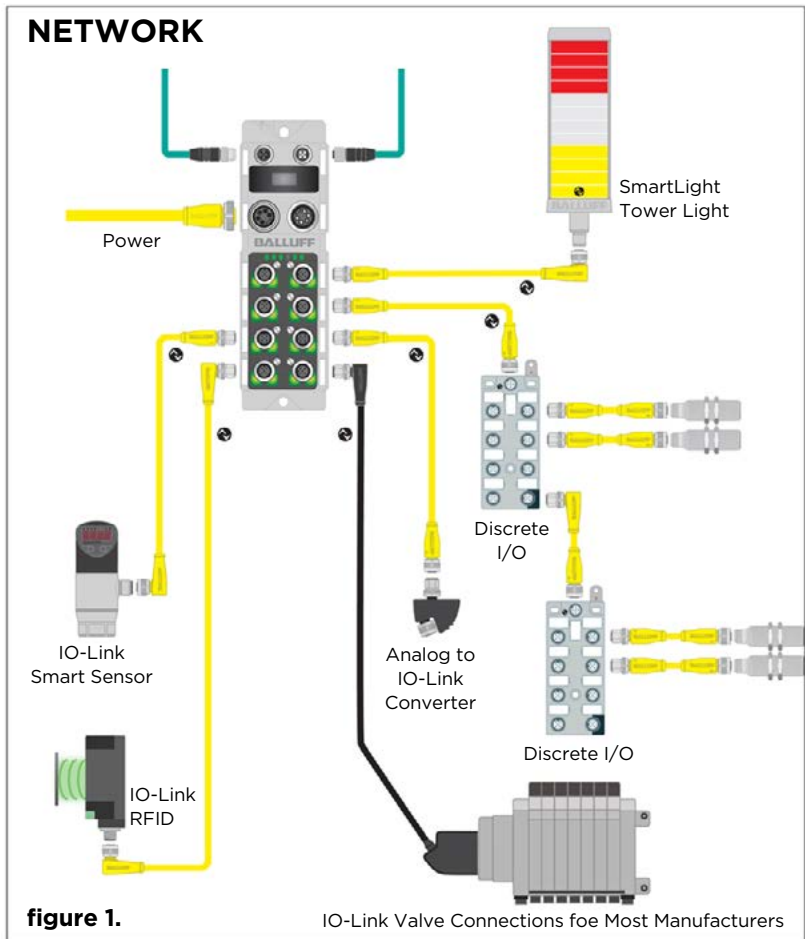 NETWORK
SmartLight
Tower Light
BALLUFF
Power
BALLUFF
Discrete
I/O
IO-Link
Smart Sensor
Analog to
IO-Link
Converter
Discrete I/O
IO-Link
RFID
figure 1.
IO-Link Valve Connections foe Most Manufacturers